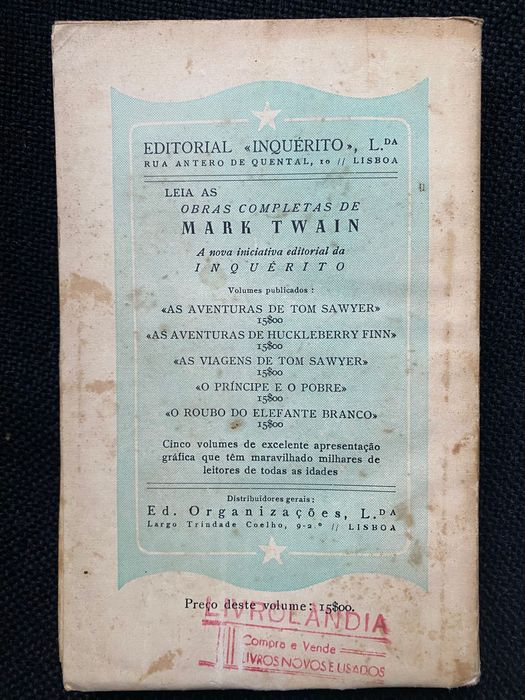 EDITORIAL «INQUÉRITO», L.DA
RUA ANTERO DE QUENTAL, 10 // LISBOA
LEIA AS
OBRAS COMPLETAS DE
MARK TWAIN
A nova iniciativa editorial da
INQUÉRITO
Volumes publicados :
«AS AVENTURAS DE TOM SAWYER»
15$00
«AS AVENTURAS DE HUCKLEBERRY FINN»
15$00
«AS VIAGENS DE TOM SAWYER»
15$00
«O PRÍNCIPE E O POBRE»
15$00
«O ROUBO DO ELEFANTE BRANCO»
15$00
Cinco volumes de excelente apresentação
gráfica que têm maravilhado milhares de
leitores de todas as idades
Distribuidores gerais :
Ed. Organizações, L.DA
Largo Trindade Coelho, 9-2.º // LISBOA
Preço deste volume: 15$00.
LIVROLÂNDIA
Compra e Vende
LIVROS NOVOS E USADOS